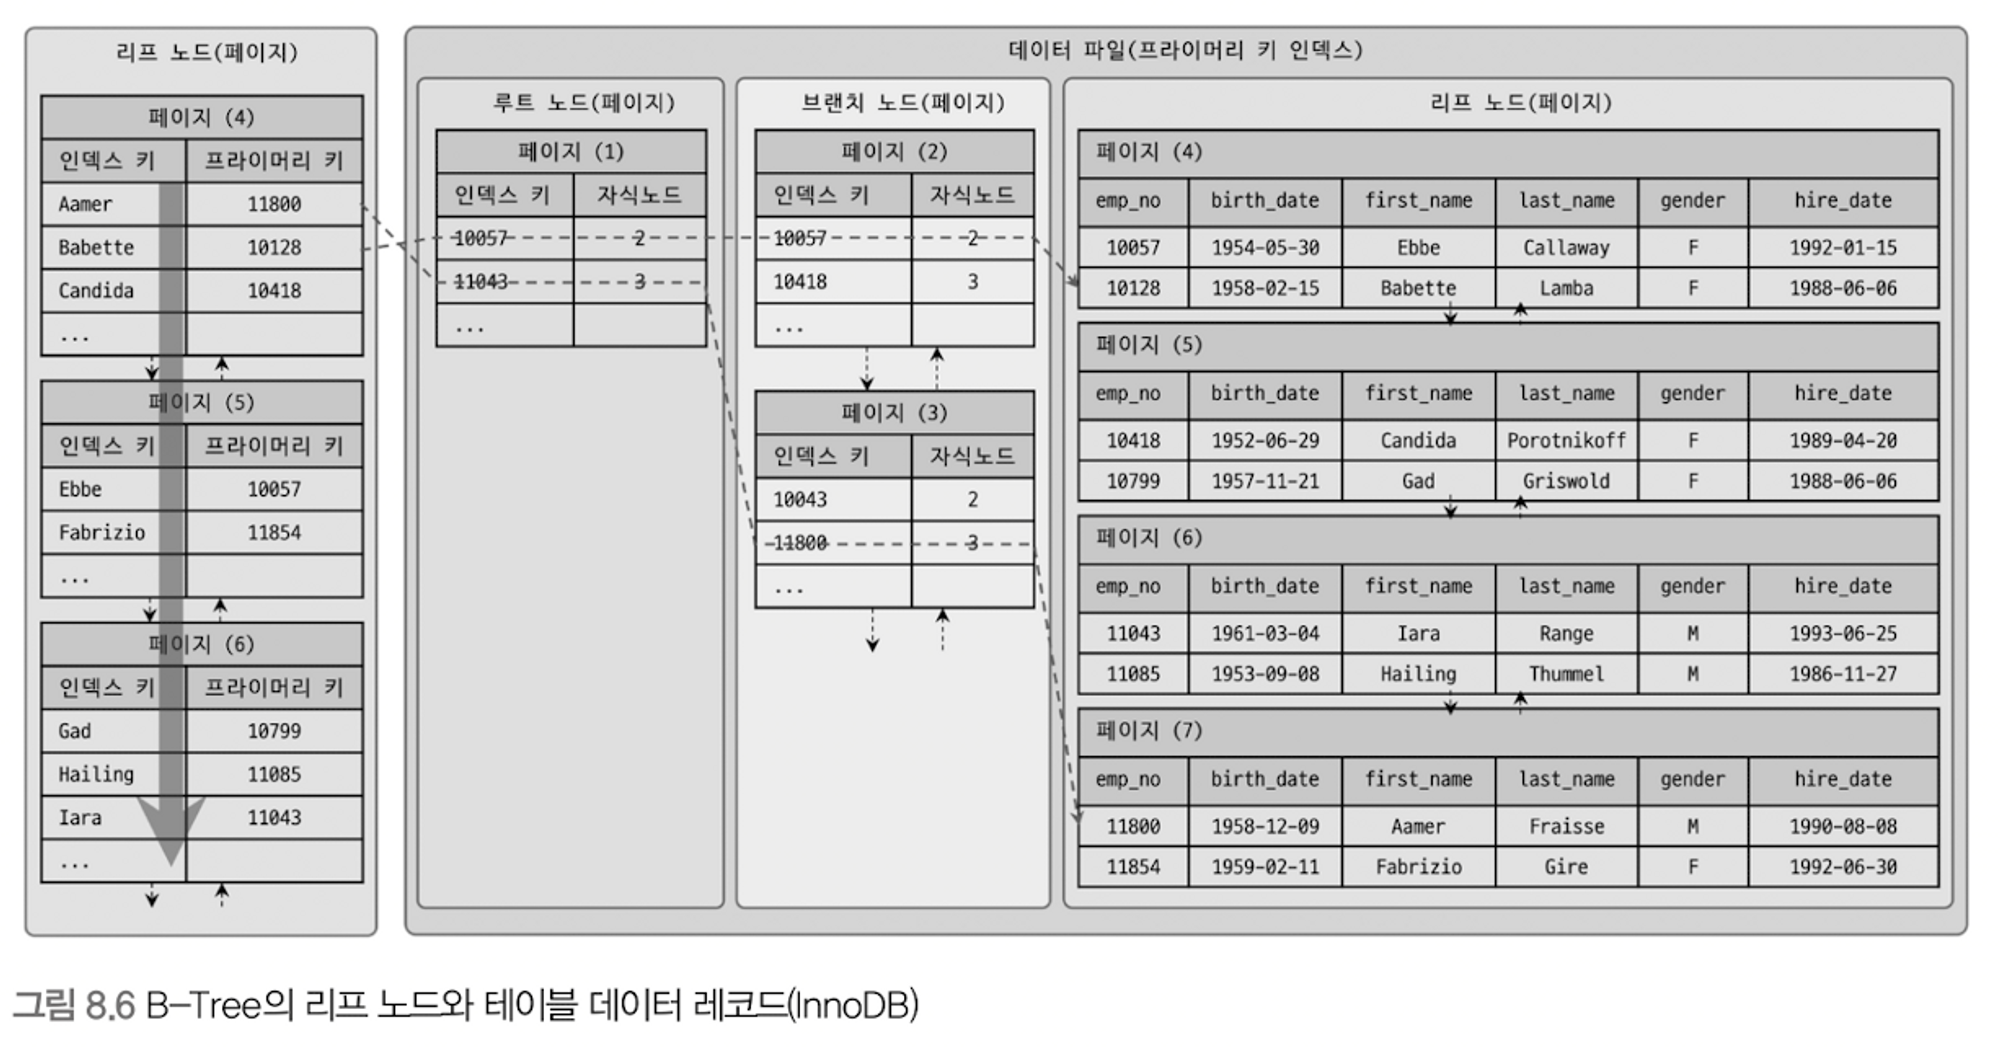 리프 노드(페이지)
페이지 (4)
인덱스 키 프라이머리 키
Aamer 11800
Babette 10128
Candida 10418
...
페이지 (5)
인덱스 키 프라이머리 키
Ebbe 10057
Fabrizio 11854
...
페이지 (6)
인덱스 키 프라이머리 키
Gad 10799
Hailing 11085
Iara 11043
...
데이터 파일(프라이머리 키 인덱스)
루트 노드(페이지)
페이지 (1)
인덱스 키 자식노드
10057 2
11043 3
...
브랜치 노드(페이지)
페이지 (2)
인덱스 키 자식노드
10057 2
10418 3
...
페이지 (3)
인덱스 키 자식노드
10043 2
11800 3
...
리프 노드(페이지)
페이지 (4)
emp_no birth_date first_name last_name gender hire_date
10057 1954-05-30 Ebbe Callaway F 1992-01-15
10128 1958-02-15 Babette Lamba F 1988-06-06
페이지 (5)
emp_no birth_date first_name last_name gender hire_date
10418 1952-06-29 Candida Porotnikoff F 1989-04-20
10799 1957-11-21 Gad Griswold F 1988-06-06
페이지 (6)
emp_no birth_date first_name last_name gender hire_date
11043 1961-03-04 Iara Range M 1993-06-25
11085 1953-09-08 Hailing Thummel M 1986-11-27
페이지 (7)
emp_no birth_date first_name last_name gender hire_date
11800 1958-12-09 Aamer Fraisse M 1990-08-08
11854 1959-02-11 Fabrizio Gire F 1992-06-30
그림 8.6 B-Tree의 리프 노드와 테이블 데이터 레코드(InnoDB)